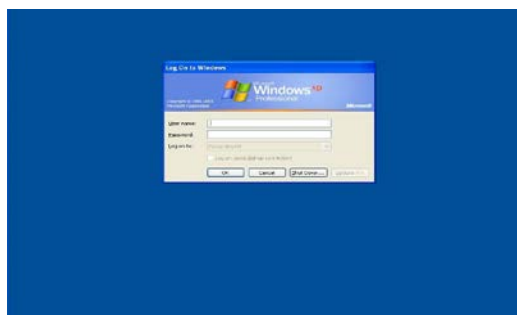 Log On to Windows
Microsoft
Windows XP
Professional
Microsoft
User name:
Password:
Log on to:
OK
Cancel
Shut Down...